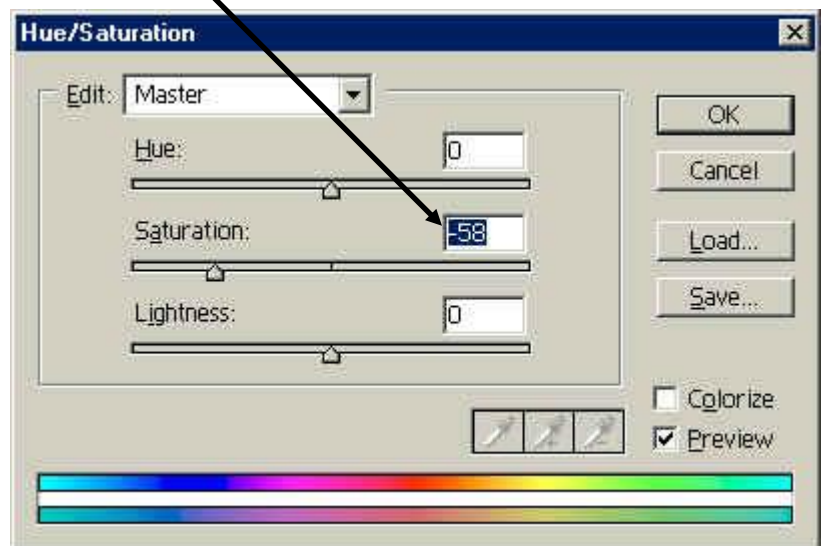 Hue/Saturation
Edit: Master
OK
Hue: 0
Cancel
Saturation: -58
Load...
Save...
Lightness: 0
Colorize
Preview